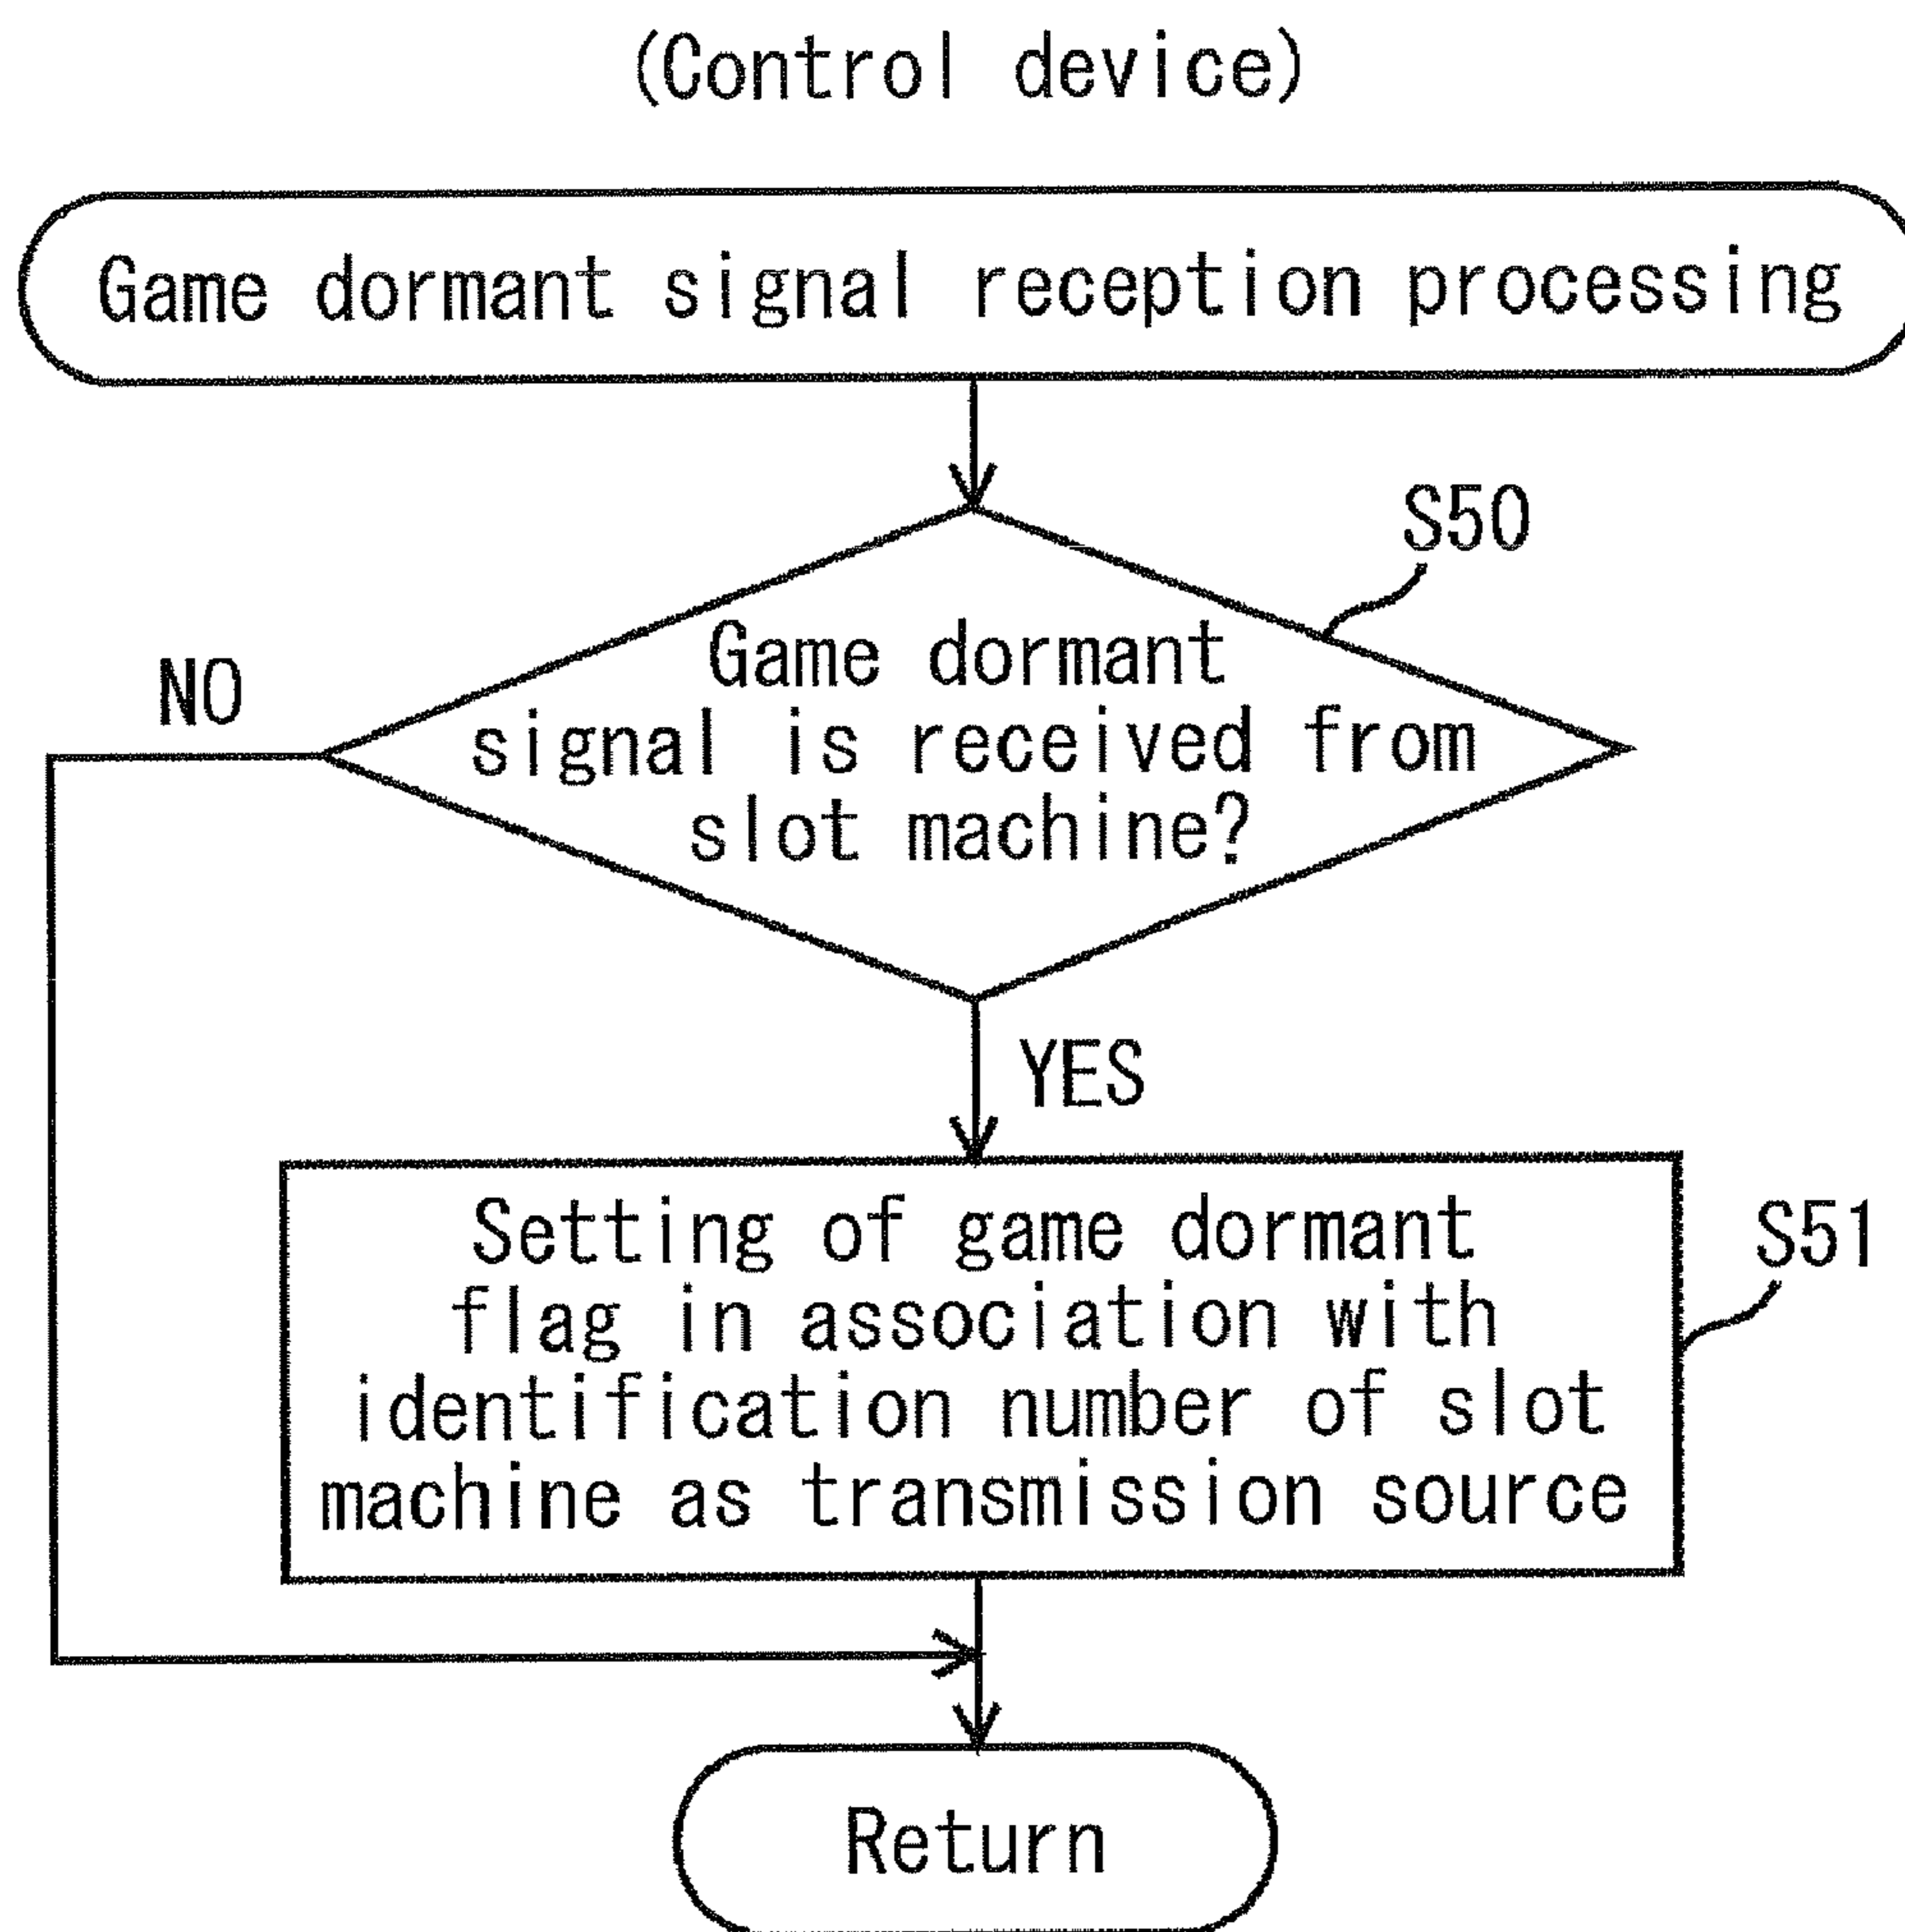 (Control device)
Game dormant signal reception processing
S50
Game dormant
signal is received from
slot machine?
NO
YES
Setting of game dormant
flag in association with
identification number of slot
machine as transmission source
S51
Return